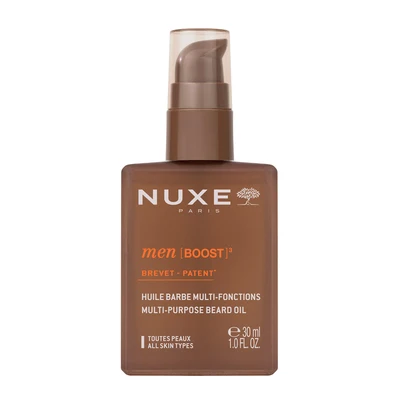 NUXE
PARIS
men [BOOST]³
BREVET - PATENT*
HUILE BARBE MULTI-FONCTIONS
MULTI-PURPOSE BEARD OIL
TOUTES PEAUX
ALL SKIN TYPES
℮ 30 ml
1.0 FL. OZ.